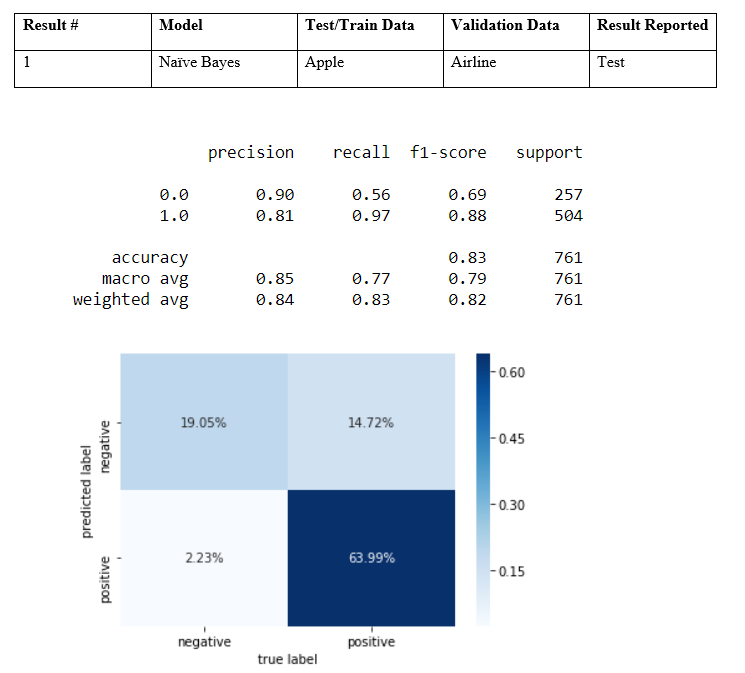 Result # Model Test/Train Data Validation Data Result Reported
1 Naïve Bayes Apple Airline Test
precision recall f1-score support
0.0 0.90 0.56 0.69 257
1.0 0.81 0.97 0.88 504
accuracy 0.83 761
macro avg 0.85 0.77 0.79 761
weighted avg 0.84 0.83 0.82 761
predicted label
negative
positive
19.05% 14.72%
2.23% 63.99%
negative positive
true label
0.60
0.45
0.30
0.15